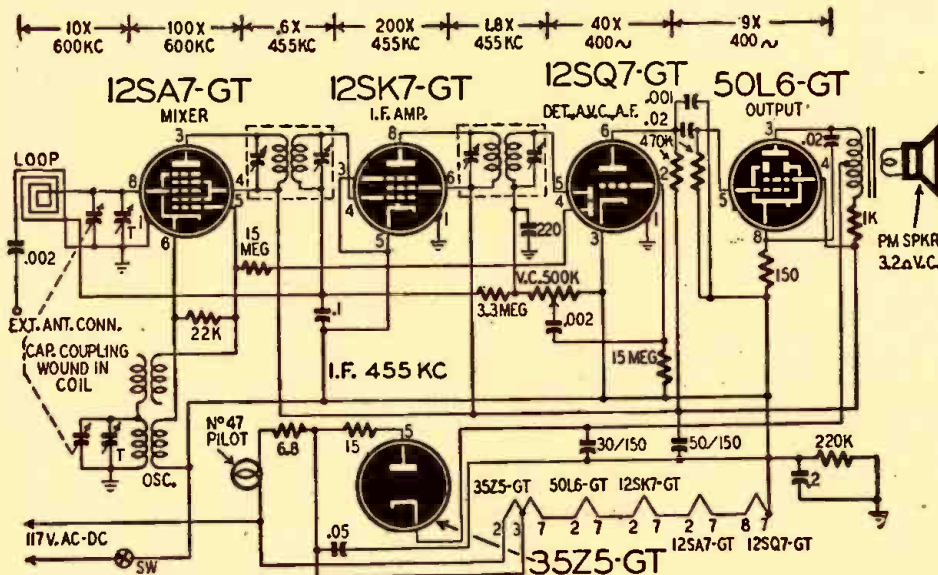 10X 100X .6X 200X 1.8X 40X 9X
600KC 600KC 455KC 455KC 455KC 400~ 400~
12SA7-GT
MIXER
12SK7-GT
I.F. AMP.
12SQ7-GT
DET., A.V.C., A.F.
50L6-GT
OUTPUT
.001
.02
470K
LOOP
8
3
4
5
6
T
.002
EXT. ANT. CONN.
CAP. COUPLING
WOUND IN
COIL
15
MEG
22K
8
3
4
5
6
1
.1
I.F. 455 KC
220
V.C. 500K
3.3 MEG
.002
15 MEG
6
5
4
2
3
1
3
4
5
8
.02
1K
150
PM SPKR
3.2Ω V.C.
T
OSC.
Nº47
PILOT
6.8
15
5
30/150
50/150
220K
.2
.05
117 V. AC-DC
SW
35Z5-GT
50L6-GT
12SK7-GT
2
3
7
2
7
2
7
2
7
8
7
12SA7-GT
12SQ7-GT
35Z5-GT